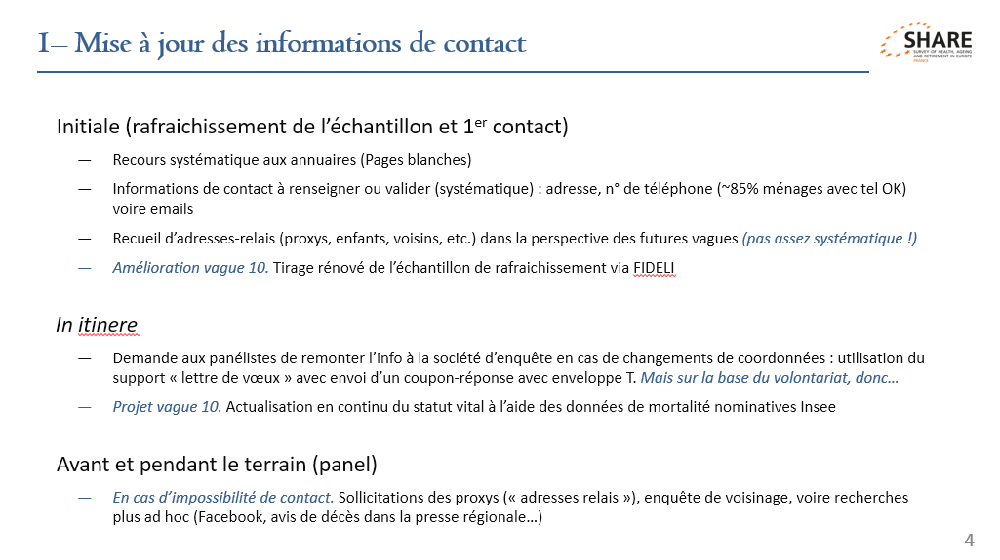 I– Mise à jour des informations de contact
SHARE
SURVEY OF HEALTH, AGEING
AND RETIREMENT IN EUROPE
FRANCE
Initiale (rafraichissement de l’échantillon et 1er contact)
— Recours systématique aux annuaires (Pages blanches)
— Informations de contact à renseigner ou valider (systématique) : adresse, n° de téléphone (~85% ménages avec tel OK)
voire emails
— Recueil d’adresses-relais (proxys, enfants, voisins, etc.) dans la perspective des futures vagues (pas assez systématique !)
— Amélioration vague 10. Tirage rénové de l’échantillon de rafraichissement via FIDELI
In itinere
— Demande aux panélistes de remonter l’info à la société d’enquête en cas de changements de coordonnées : utilisation du
support « lettre de vœux » avec envoi d’un coupon-réponse avec enveloppe T. Mais sur la base du volontariat, donc…
— Projet vague 10. Actualisation en continu du statut vital à l’aide des données de mortalité nominatives Insee
Avant et pendant le terrain (panel)
— En cas d’impossibilité de contact. Sollicitations des proxys (« adresses relais »), enquête de voisinage, voire recherches
plus ad hoc (Facebook, avis de décès dans la presse régionale…)
4